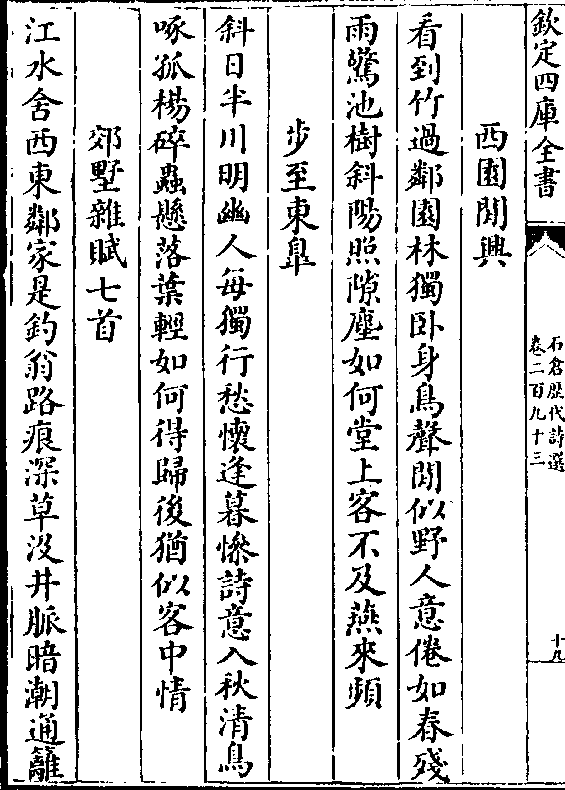 欽定四庫全書
石倉歴代詩選
卷二百九十三
十九
西園閒興
看到竹過鄰園林獨卧身鳥聲閒似野人意倦如春殘
雨驚池樹斜陽照隙塵如何堂上客不及燕來頻
步至東臯
斜日半川明幽人每獨行愁懷逢暮慘詩意入秋清鳥
啄孤楊碎蟲懸落葉輕如何得歸後猶似客中情
郊墅雜賦七首
江水舍西東鄰家是釣翁路痕深草沒井脈暗潮通籬